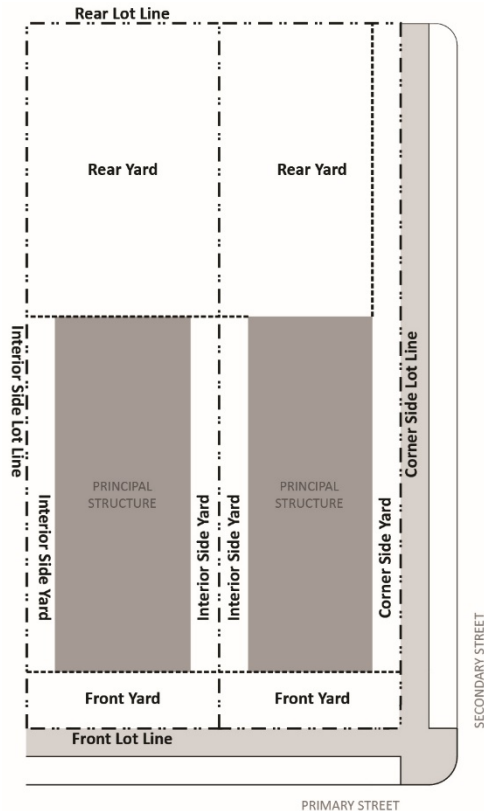 Rear Lot Line
Rear Yard
Rear Yard
Interior Side Lot Line
Corner Side Lot Line
PRINCIPAL
STRUCTURE
PRINCIPAL
STRUCTURE
Interior Side Yard
Interior Side Yard
Interior Side Yard
Corner Side Yard
Front Yard
Front Yard
Front Lot Line
SECONDARY STREET
PRIMARY STREET